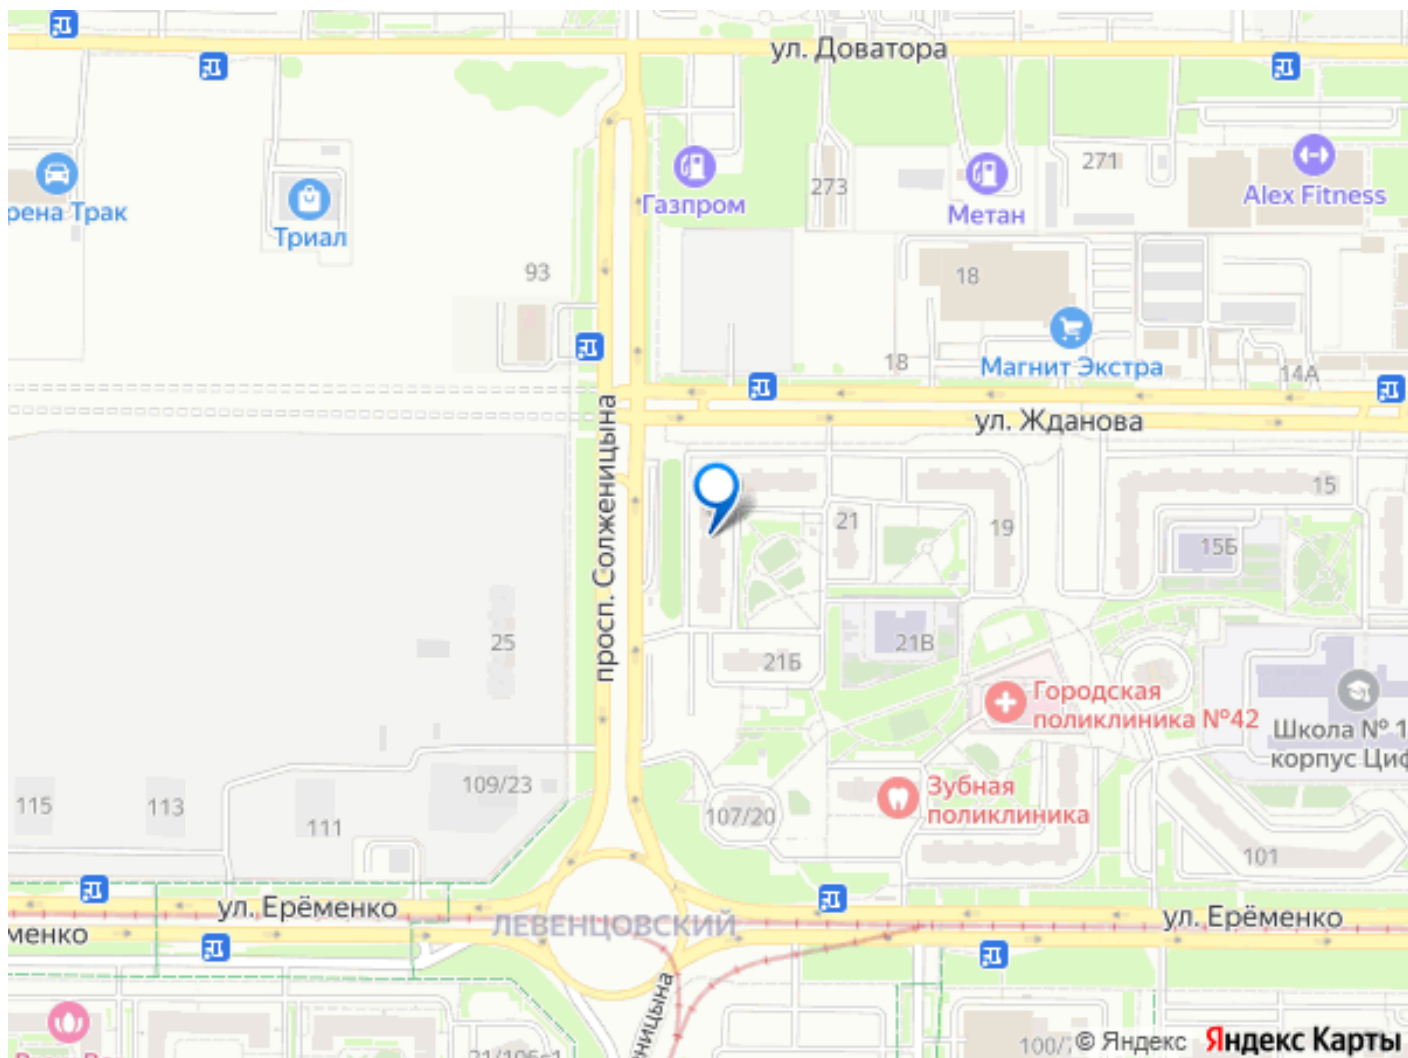 ул. Доватора
271
273
Газпром
Метан
Alex Fitness
рена Трак
Триал
93
18
Магнит Экстра
18
14А
ул. Жданова
просп. Солженицына
15
21
19
15Б
25
21Б
21В
Городская
поликлиника №42
Школа № 1
корпус Циф
109/23
115
113
111
107/20
Зубная
поликлиника
101
ул. Ерёменко
ЛЕВЕНЦОВСКИЙ
ул. Ерёменко
менко
ницына
100/
© Яндекс Яндекс Карты